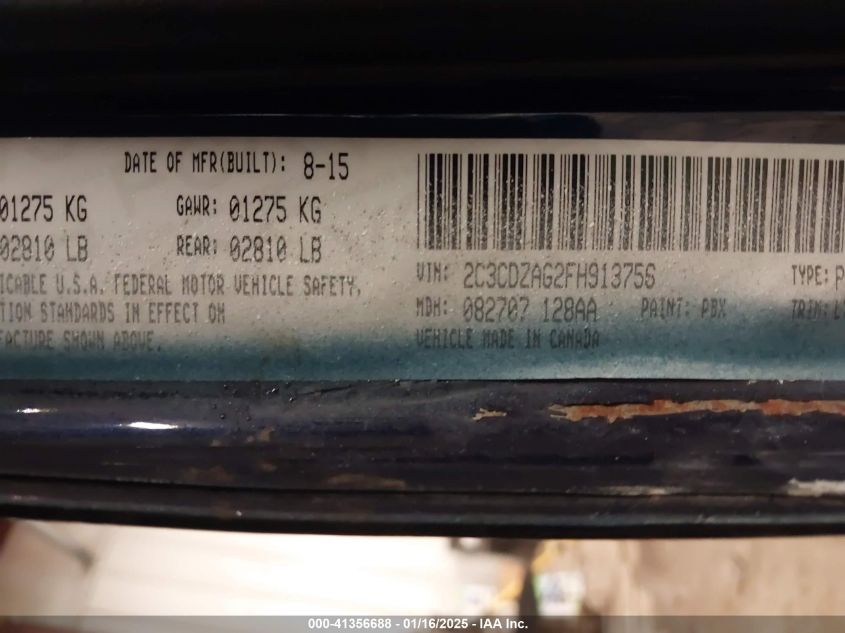 DATE OF MFR(BUILT): 8-15
01275 KG GAWR: 01275 KG
02810 LB REAR: 02810 LB
ICABLE U.S.A. FEDERAL MOTOR VEHICLE SAFETY,
TION STANDARDS IN EFFECT ON
FACTURE SHOWN ABOVE.
VIN: 2C3CDZAG2FH913756 TYPE: P
MDH: 082707 128AA PAINT: PBX TRIM: L
VEHICLE MADE IN CANADA
000-41356688 - 01/16/2025 - IAA Inc.